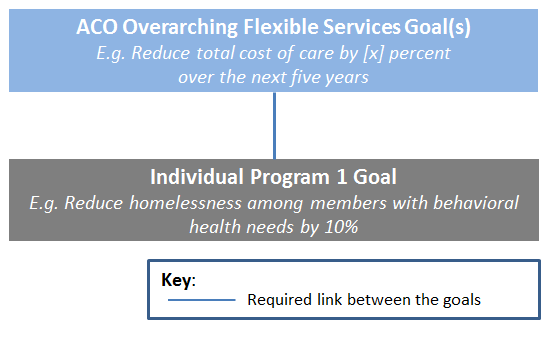 ACO Overarching Flexible Services Goal(s)
E.g. Reduce total cost of care by [x] percent
over the next five years
Individual Program 1 Goal
E.g. Reduce homelessness among members with behavioral
health needs by 10%
Key:
Required link between the goals